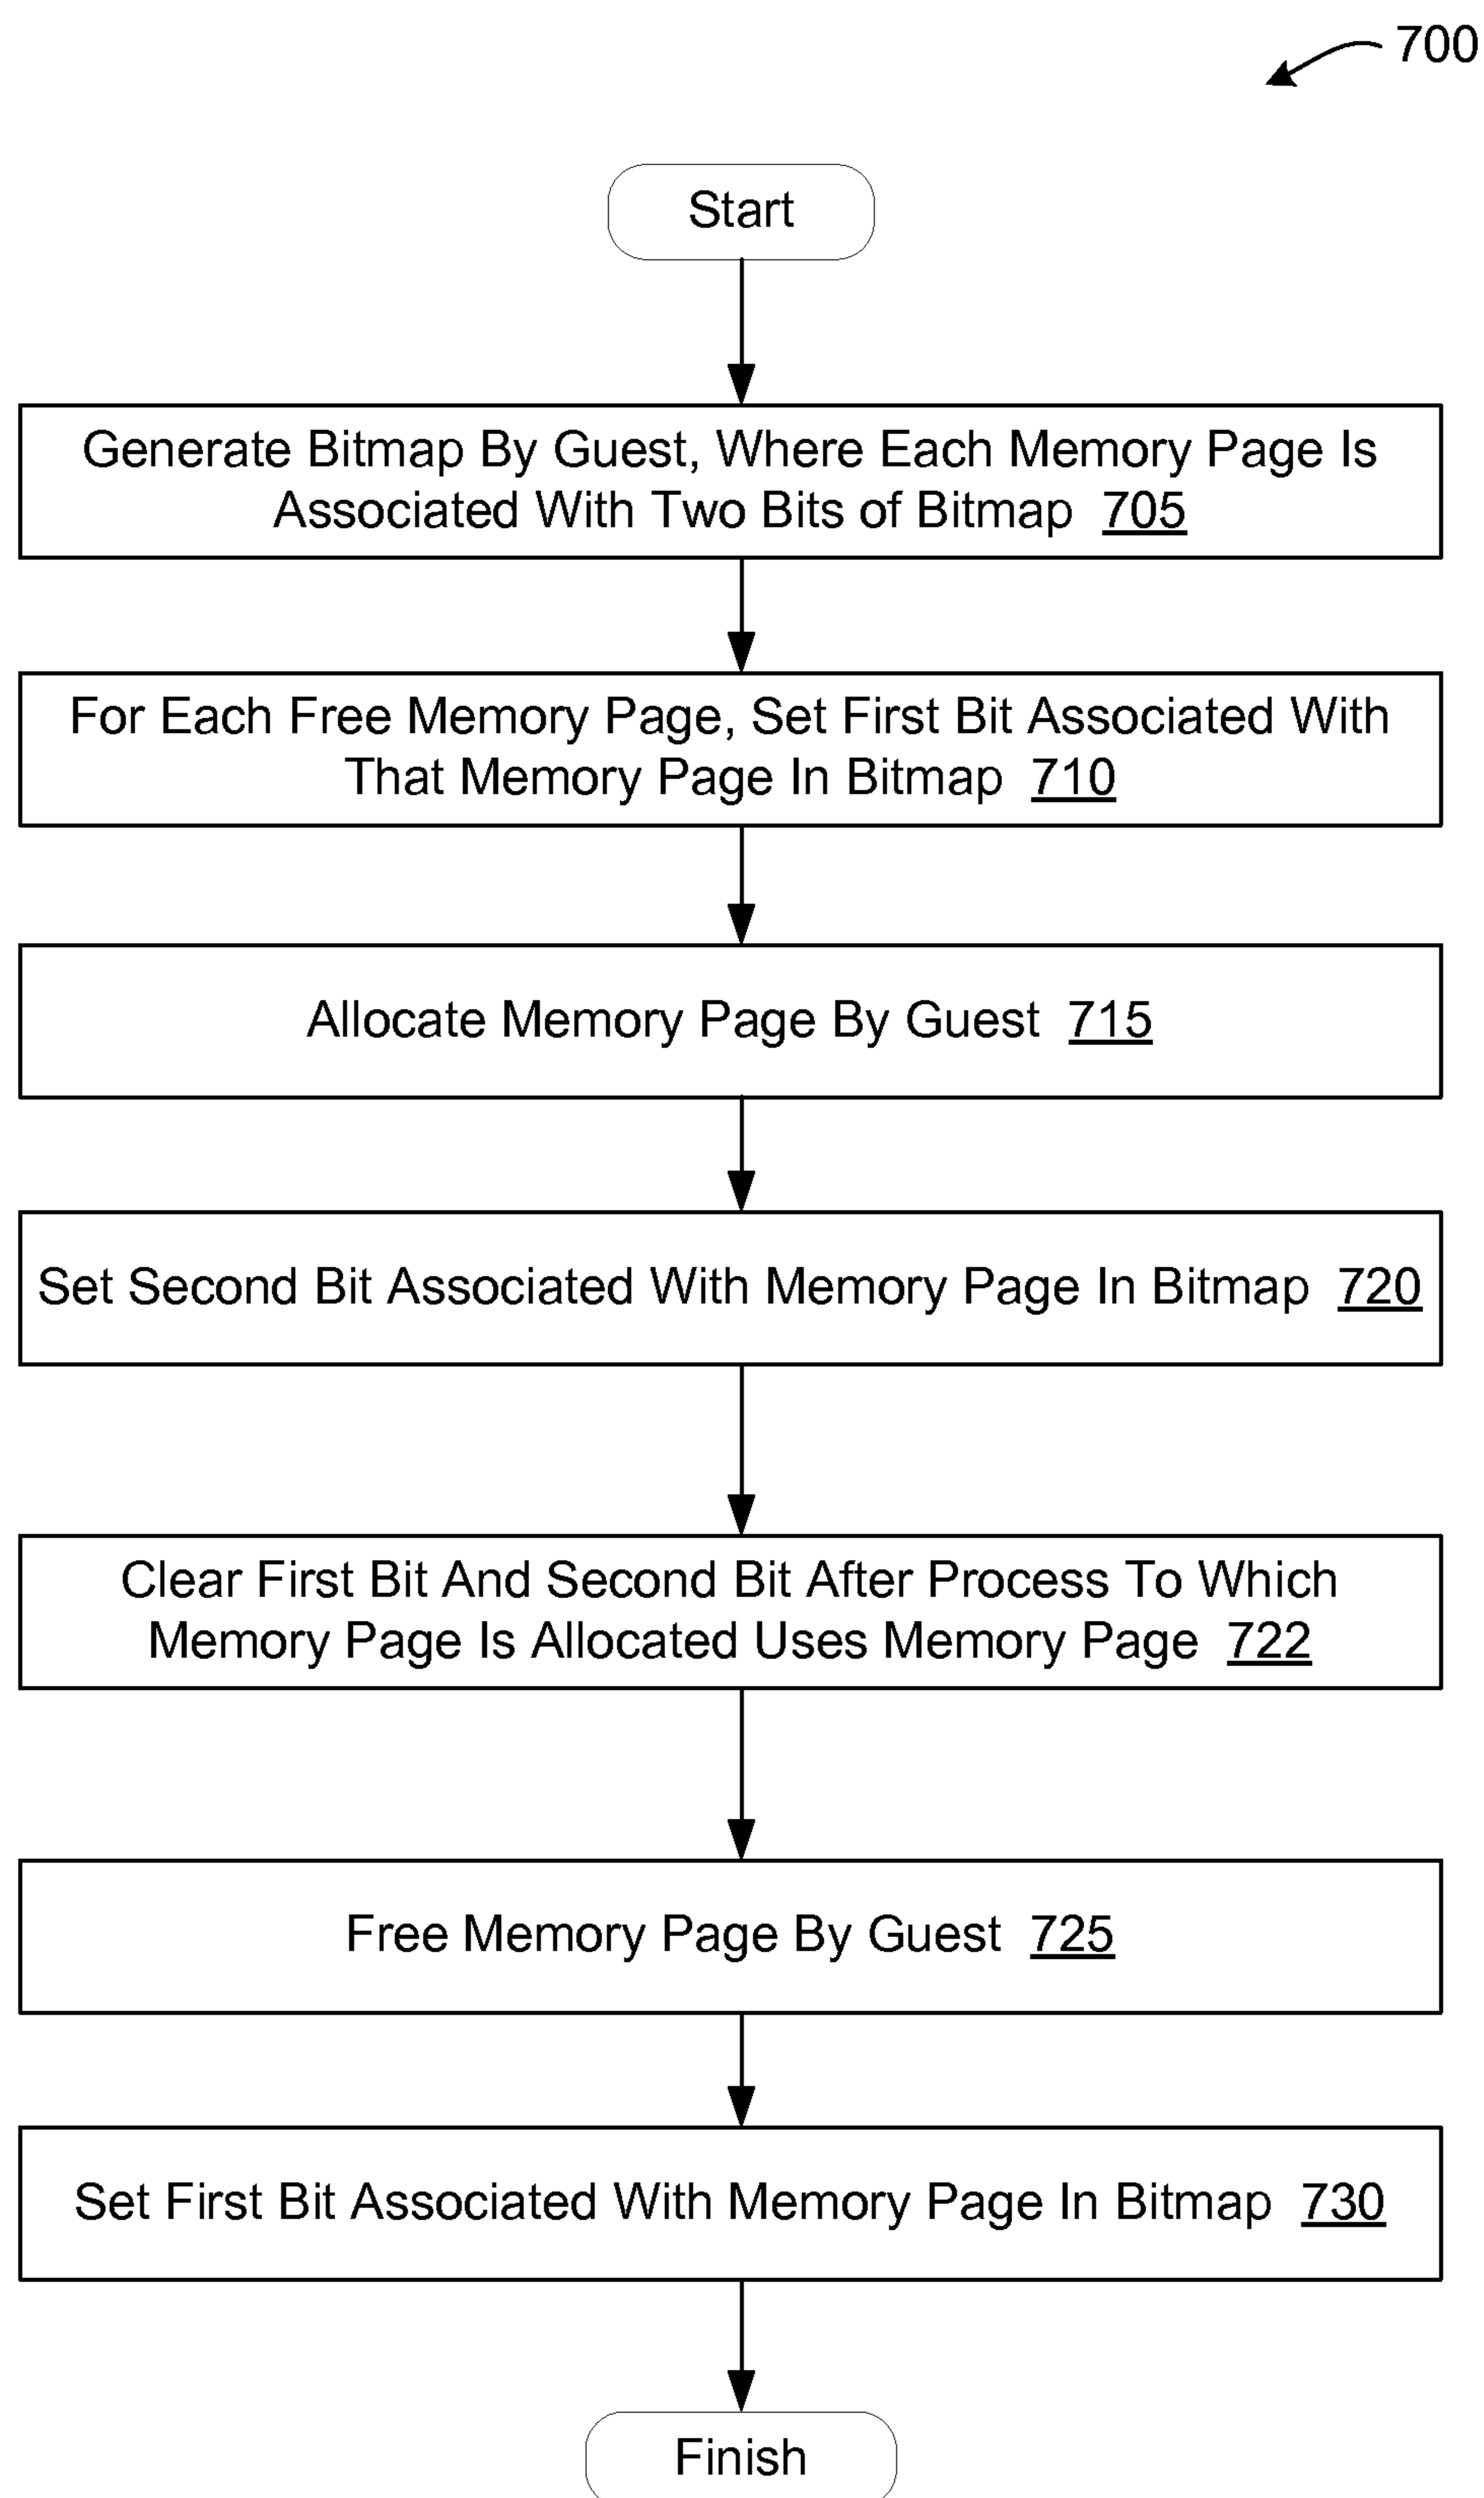 700
Start
Generate Bitmap By Guest, Where Each Memory Page Is
Associated With Two Bits of Bitmap 705
For Each Free Memory Page, Set First Bit Associated With
That Memory Page In Bitmap 710
Allocate Memory Page By Guest 715
Set Second Bit Associated With Memory Page In Bitmap 720
Clear First Bit And Second Bit After Process To Which
Memory Page Is Allocated Uses Memory Page 722
Free Memory Page By Guest 725
Set First Bit Associated With Memory Page In Bitmap 730
Finish